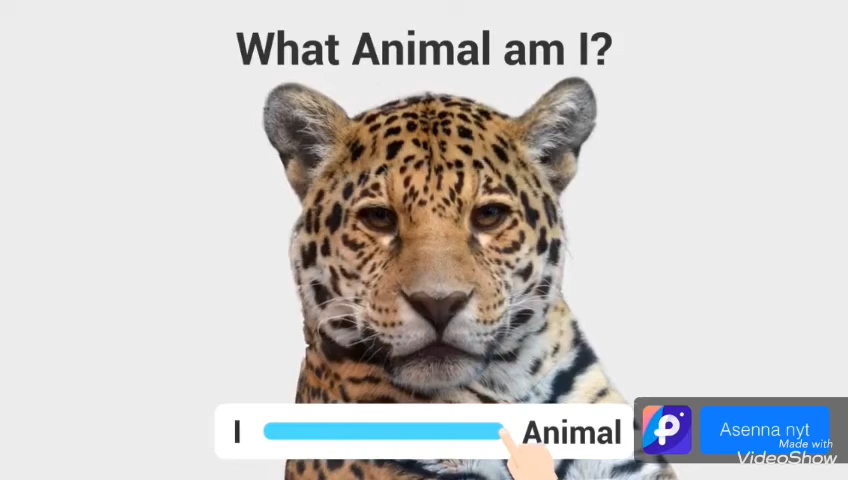 What Animal am I?
I
Animal
Asenna nyt
Made with
VideoShow